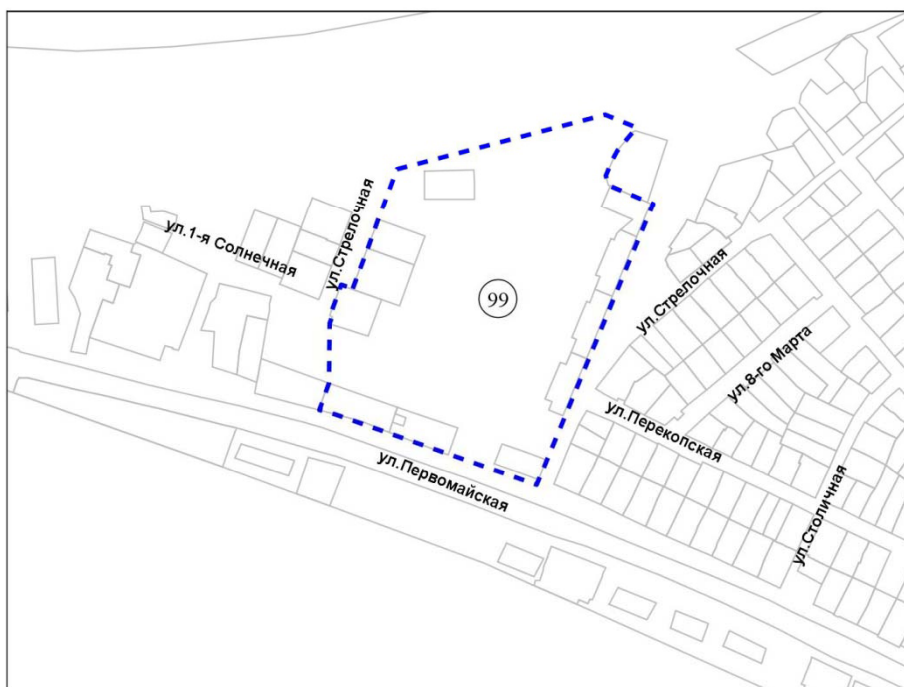 ул.1-я Солнечная
ул.Стрелочная
99
ул.Стрелочная
ул.8-го Марта
ул.Перекопская
ул.Первомайская
ул.Столичная